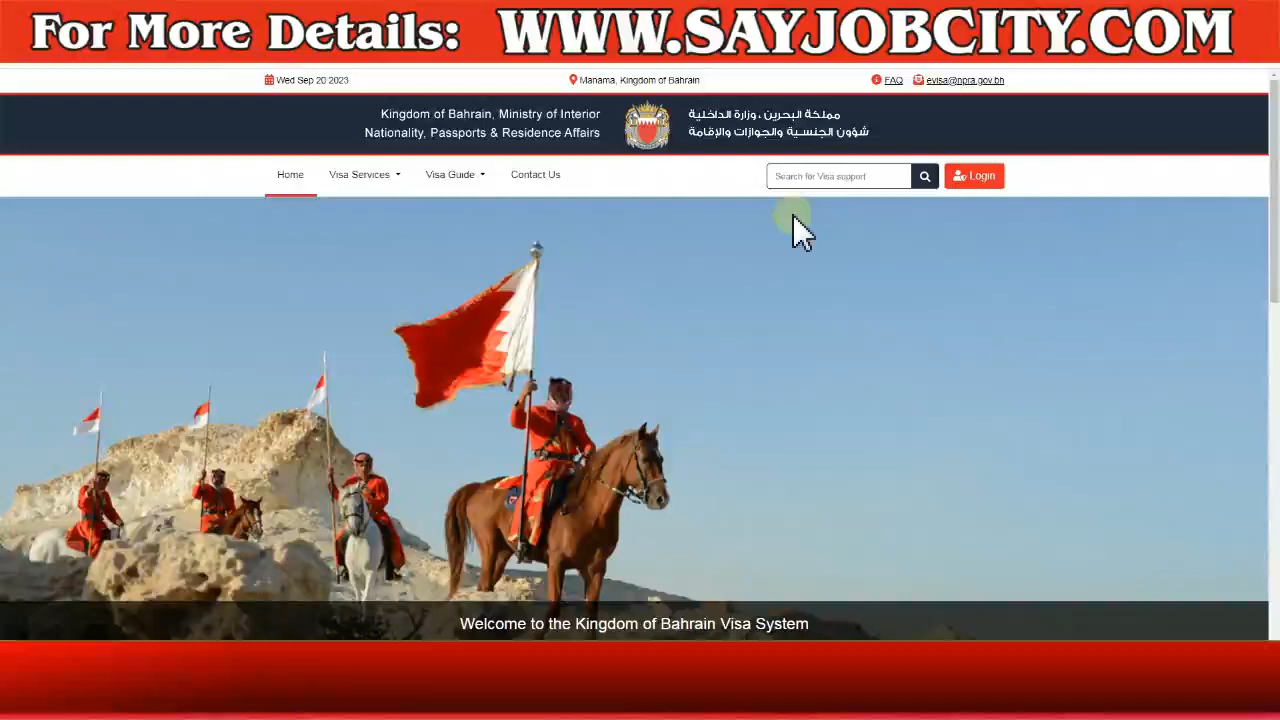 For More Details: WWW.SAYJOBCITY.COM
Wed Sep 20 2023
Manama, Kingdom of Bahrain
FAQ
evisa@npra.gov.bh
Kingdom of Bahrain, Ministry of Interior
Nationality, Passports & Residence Affairs
مملكة البحرين ، وزارة الداخلية
شؤون الجنسية والجوازات والإقامة
Home
Visa Services
Visa Guide
Contact Us
Search for Visa support
Login
Welcome to the Kingdom of Bahrain Visa System